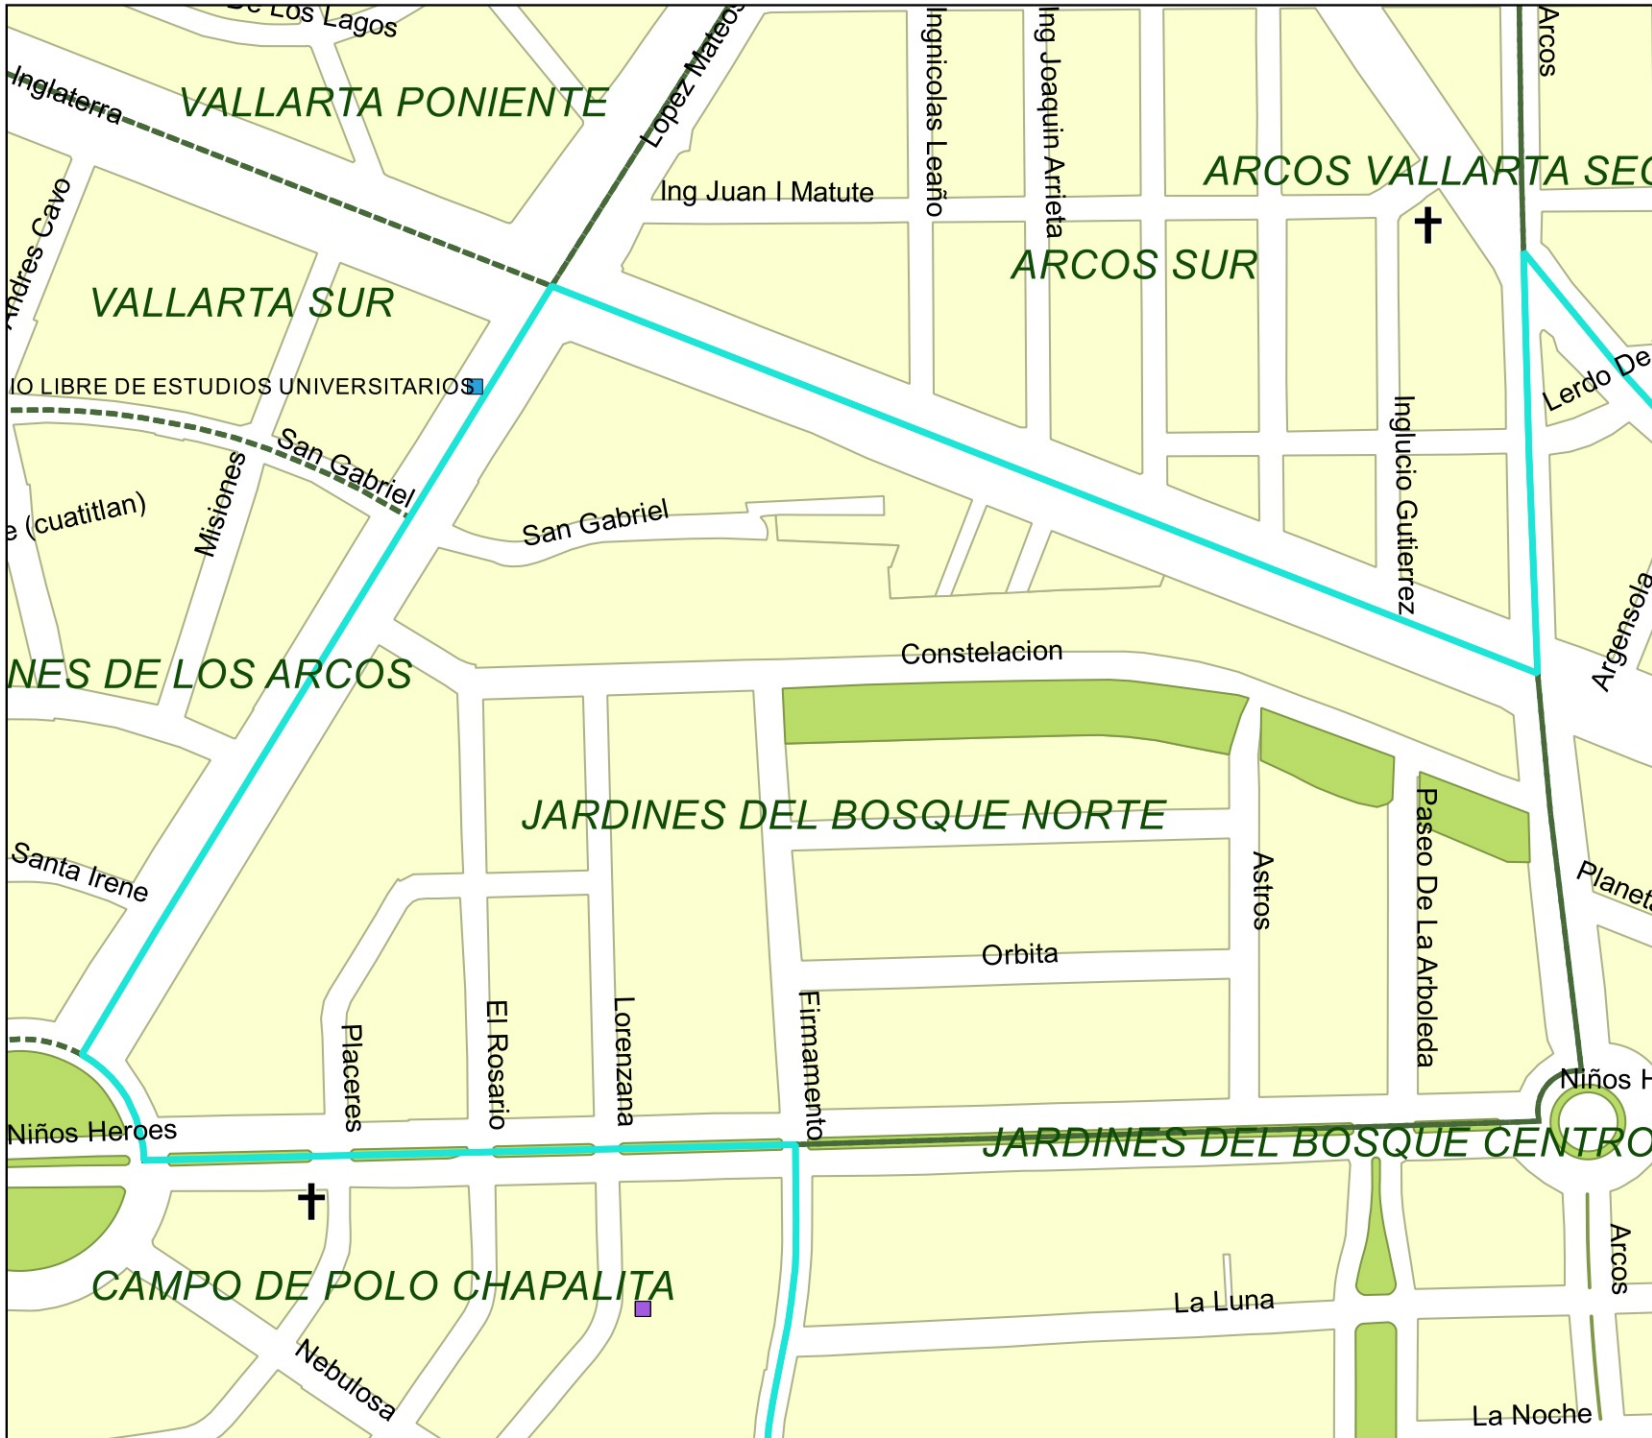 De Los Lagos
Lopez Mateos
Ingnicolas Leaño
Ing Joaquin Arrieta
Arcos
Inglaterra
VALLARTA PONIENTE
ARCOS VALLARTA SEC
Ing Juan I Matute
Andres Cavo
ARCOS SUR
VALLARTA SUR
IO LIBRE DE ESTUDIOS UNIVERSITARIOS
Lerdo De
Inglucio Gutierrez
San Gabriel
Misiones
e (cuatitlan)
San Gabriel
Argensola
Constelacion
NES DE LOS ARCOS
JARDINES DEL BOSQUE NORTE
Paseo De La Arboleda
Santa Irene
Astros
Planeta
Orbita
Placeres
El Rosario
Lorenzana
Firmamento
Niños H
Niños Heroes
JARDINES DEL BOSQUE CENTRO
CAMPO DE POLO CHAPALITA
Arcos
La Luna
Nebulosa
La Noche